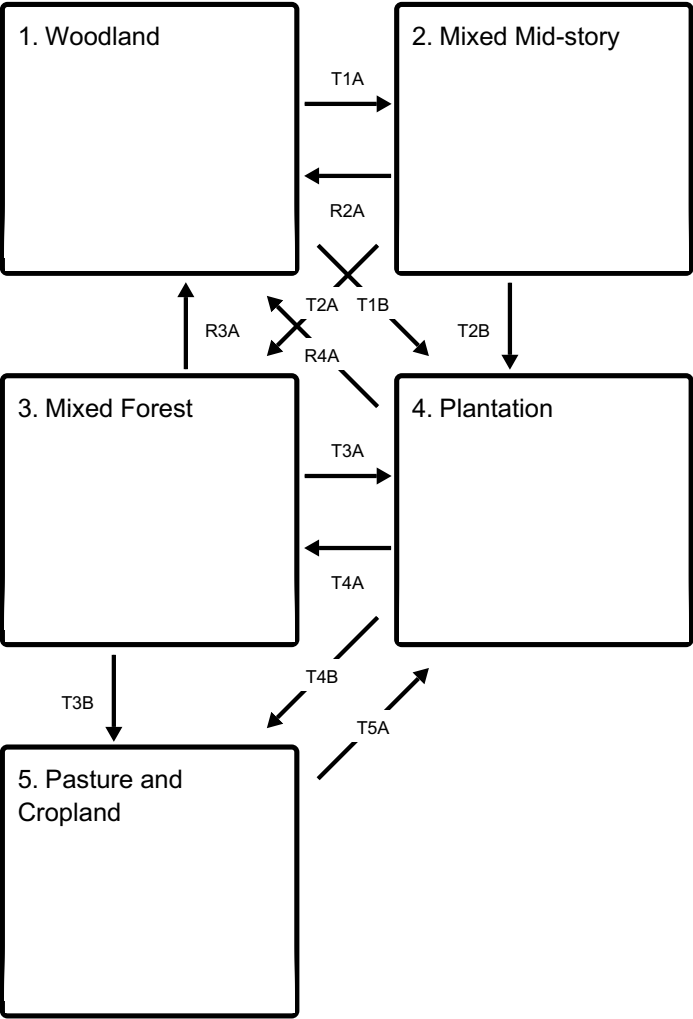 1. Woodland
2. Mixed Mid-story
T1A
R2A
T2A
T1B
R3A
R4A
T2B
3. Mixed Forest
4. Plantation
T3A
T4A
T4B
T3B
T5A
5. Pasture and
Cropland